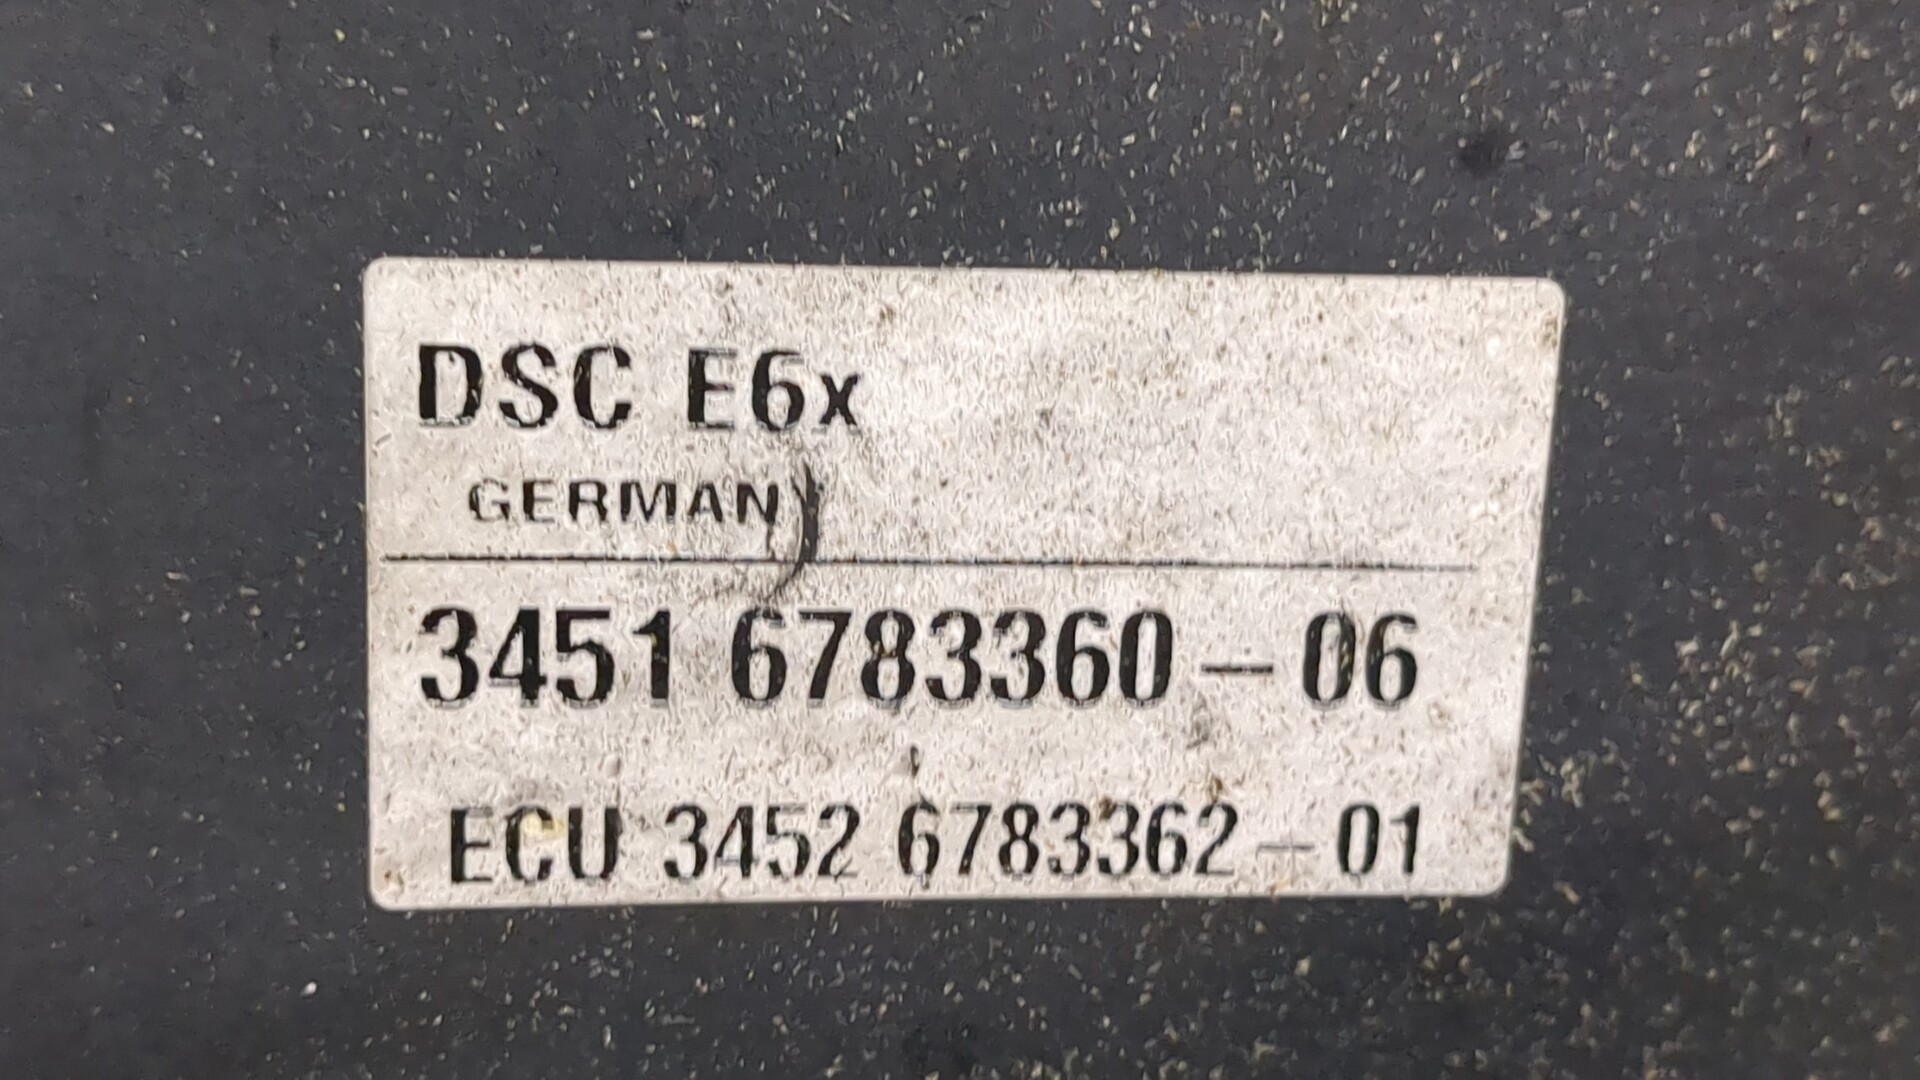 DSC E6x
GERMANY
3451 6783360-06
ECU 3452 6783362-01